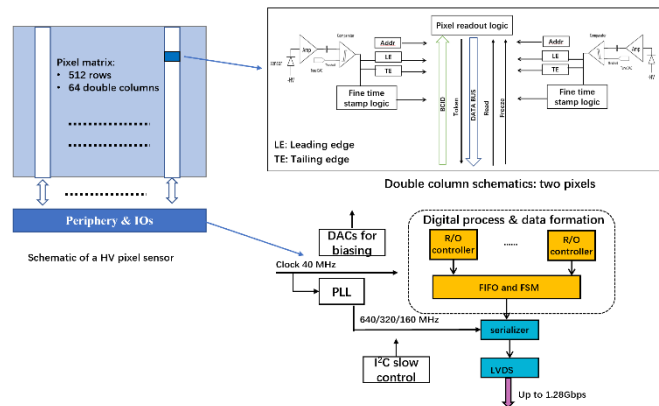 Pixel matrix:
• 512 rows
• 64 double columns
Periphery & IOs
Schematic of a HV pixel sensor
Pixel readout logic
Comparator
Amp
-HV
Addr
LE
TE
Fine time
stamp logic
BCID
Token
DATA BUS
Read
Freeze
Comparator
Amp
-HV
Addr
LE
TE
Fine time
stamp logic
LE: Leading edge
TE: Tailing edge
Double column schematics: two pixels
DACs for
biasing
Clock 40 MHz
PLL
640/320/160 MHz
I²C slow
control
Digital process & data formation
R/O
controller
......
R/O
controller
FIFO and FSM
serializer
LVDS
Up to 1.28Gbps